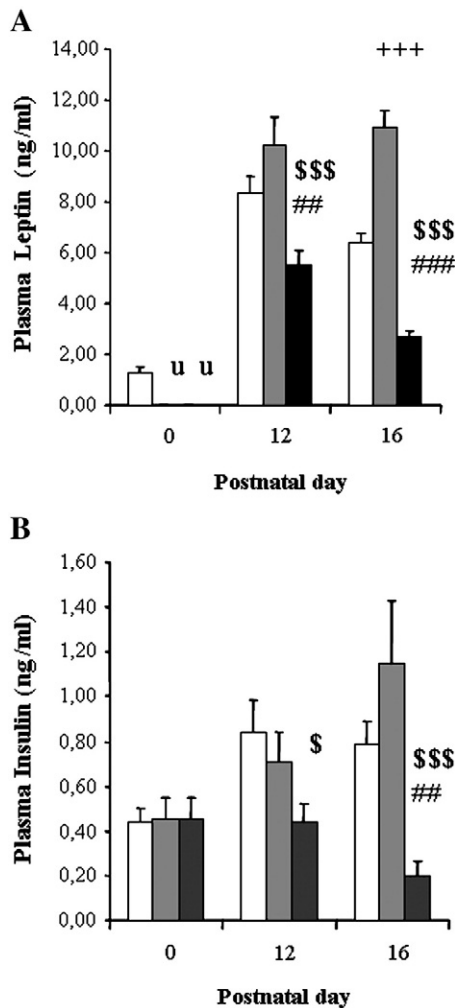 A
14,00
12,00
10,00
8,00
6,00
4,00
2,00
0,00
Plasma Leptin (ng/ml)
+++
$$$
##
$$$
###
u u
0 12 16
Postnatal day
B
1,60
1,40
1,20
1,00
0,80
0,60
0,40
0,20
0,00
Plasma Insulin (ng/ml)
$
$$$
##
0 12 16
Postnatal day